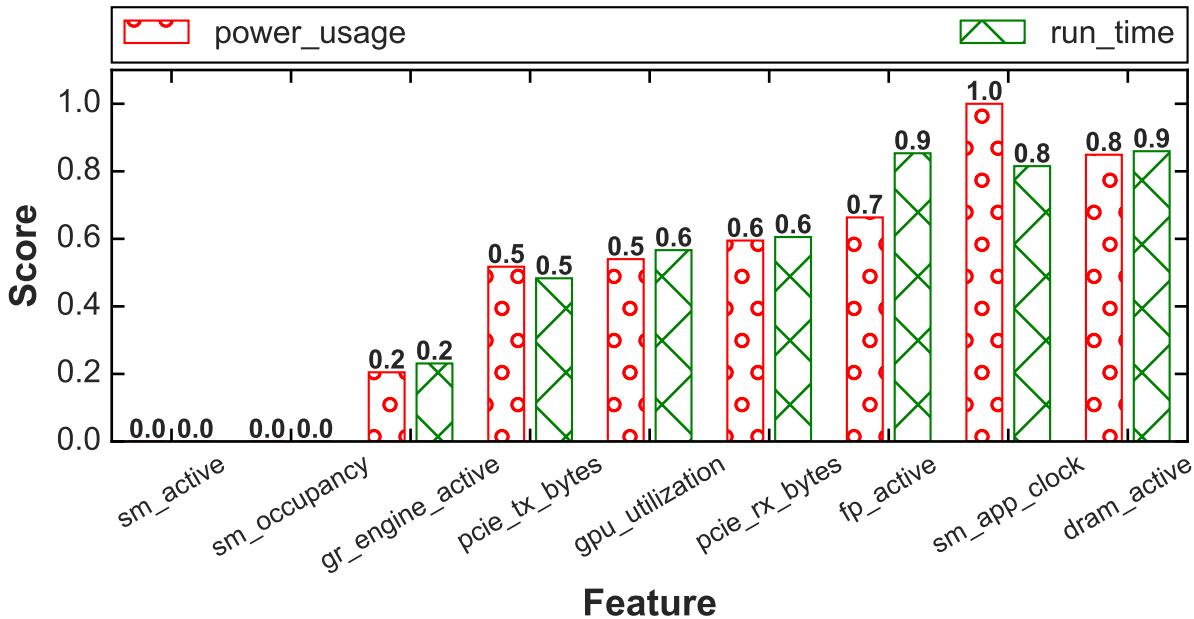 power_usage run_time
Score
1.0
0.8
0.6
0.4
0.2
0.0
0.0 0.0 0.0 0.0 0.2 0.2 0.5 0.5 0.5 0.6 0.6 0.6 0.7 0.9 1.0 0.8 0.8 0.9
sm_active sm_occupancy gr_engine_active pcie_tx_bytes gpu_utilization pcie_rx_bytes fp_active sm_app_clock dram_active
Feature